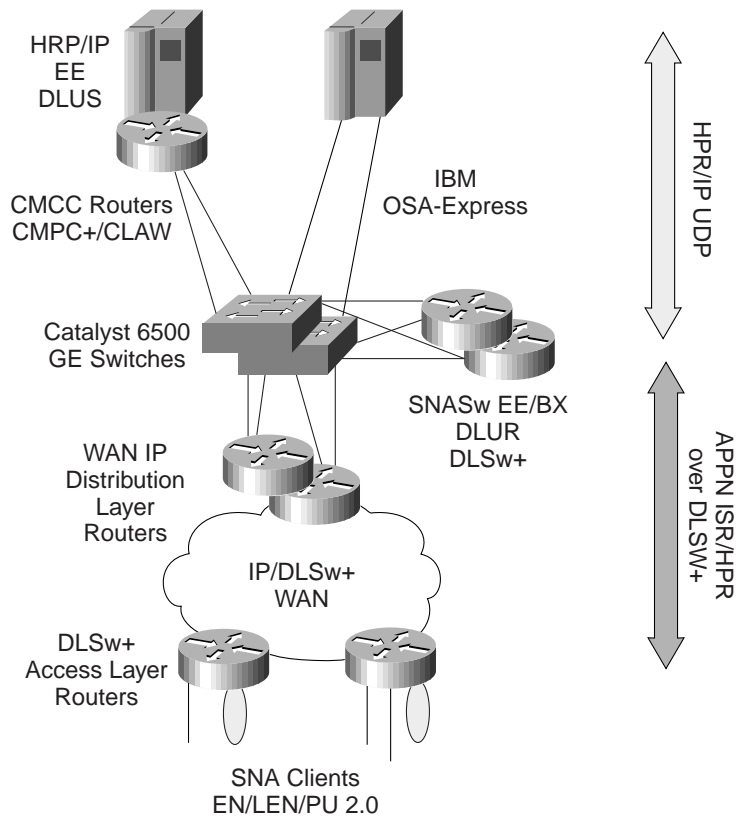 HRP/IP
EE
DLUS
CMCC Routers
CMPC+/CLAW
IBM
OSA-Express
HPR/IP UDP
Catalyst 6500
GE Switches
SNASw EE/BX
DLUR
DLSw+
WAN IP
Distribution
Layer
Routers
APPN ISR/HPR
over DLSW+
IP/DLSw+
WAN
DLSw+
Access Layer
Routers
SNA Clients
EN/LEN/PU 2.0